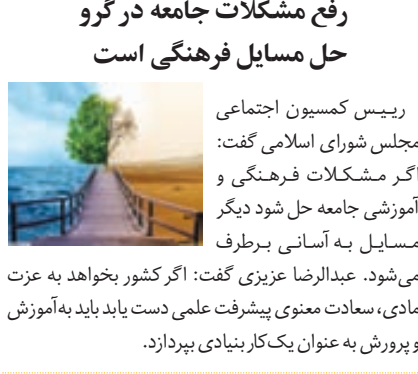 رفع مشکلات جامعه در گرو
حل مسایل فرهنگی است
رییس کمسیون اجتماعی
مجلس شورای اسلامی گفت:
اگر مشکلات فرهنگی و
آموزشی جامعه حل شود دیگر
مسایل به آسانی برطرف
می‌شود. عبدالرضا عزیزی گفت: اگر کشور بخواهد به عزت
مادی، سعادت معنوی پیشرفت علمی دست یابد باید به آموزش
و پرورش به عنوان یک کار بنیادی بپردازد.